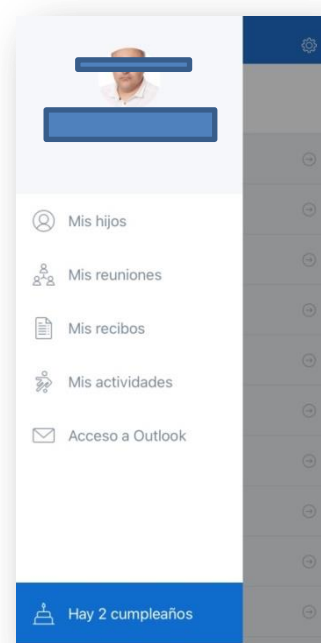 Mis hijos
Mis reuniones
Mis recibos
Mis actividades
Acceso a Outlook
Hay 2 cumpleaños